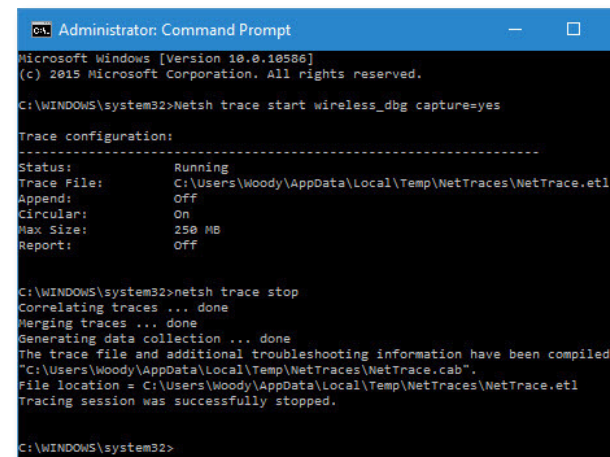 Administrator: Command Prompt
Microsoft Windows [Version 10.0.10586]
(c) 2015 Microsoft Corporation. All rights reserved.
C:\WINDOWS\system32>Netsh trace start wireless_dbg capture=yes
Trace configuration:
-------------------------------------------------------------------
Status: Running
Trace File: C:\Users\Woody\AppData\Local\Temp\NetTraces\NetTrace.etl
Append: Off
Circular: On
Max Size: 250 MB
Report: Off
C:\WINDOWS\system32>netsh trace stop
Correlating traces ... done
Merging traces ... done
Generating data collection ... done
The trace file and additional troubleshooting information have been compiled
"C:\Users\Woody\AppData\Local\Temp\NetTraces\NetTrace.cab".
File location = C:\Users\Woody\AppData\Local\Temp\NetTraces\NetTrace.etl
Tracing session was successfully stopped.
C:\WINDOWS\system32>